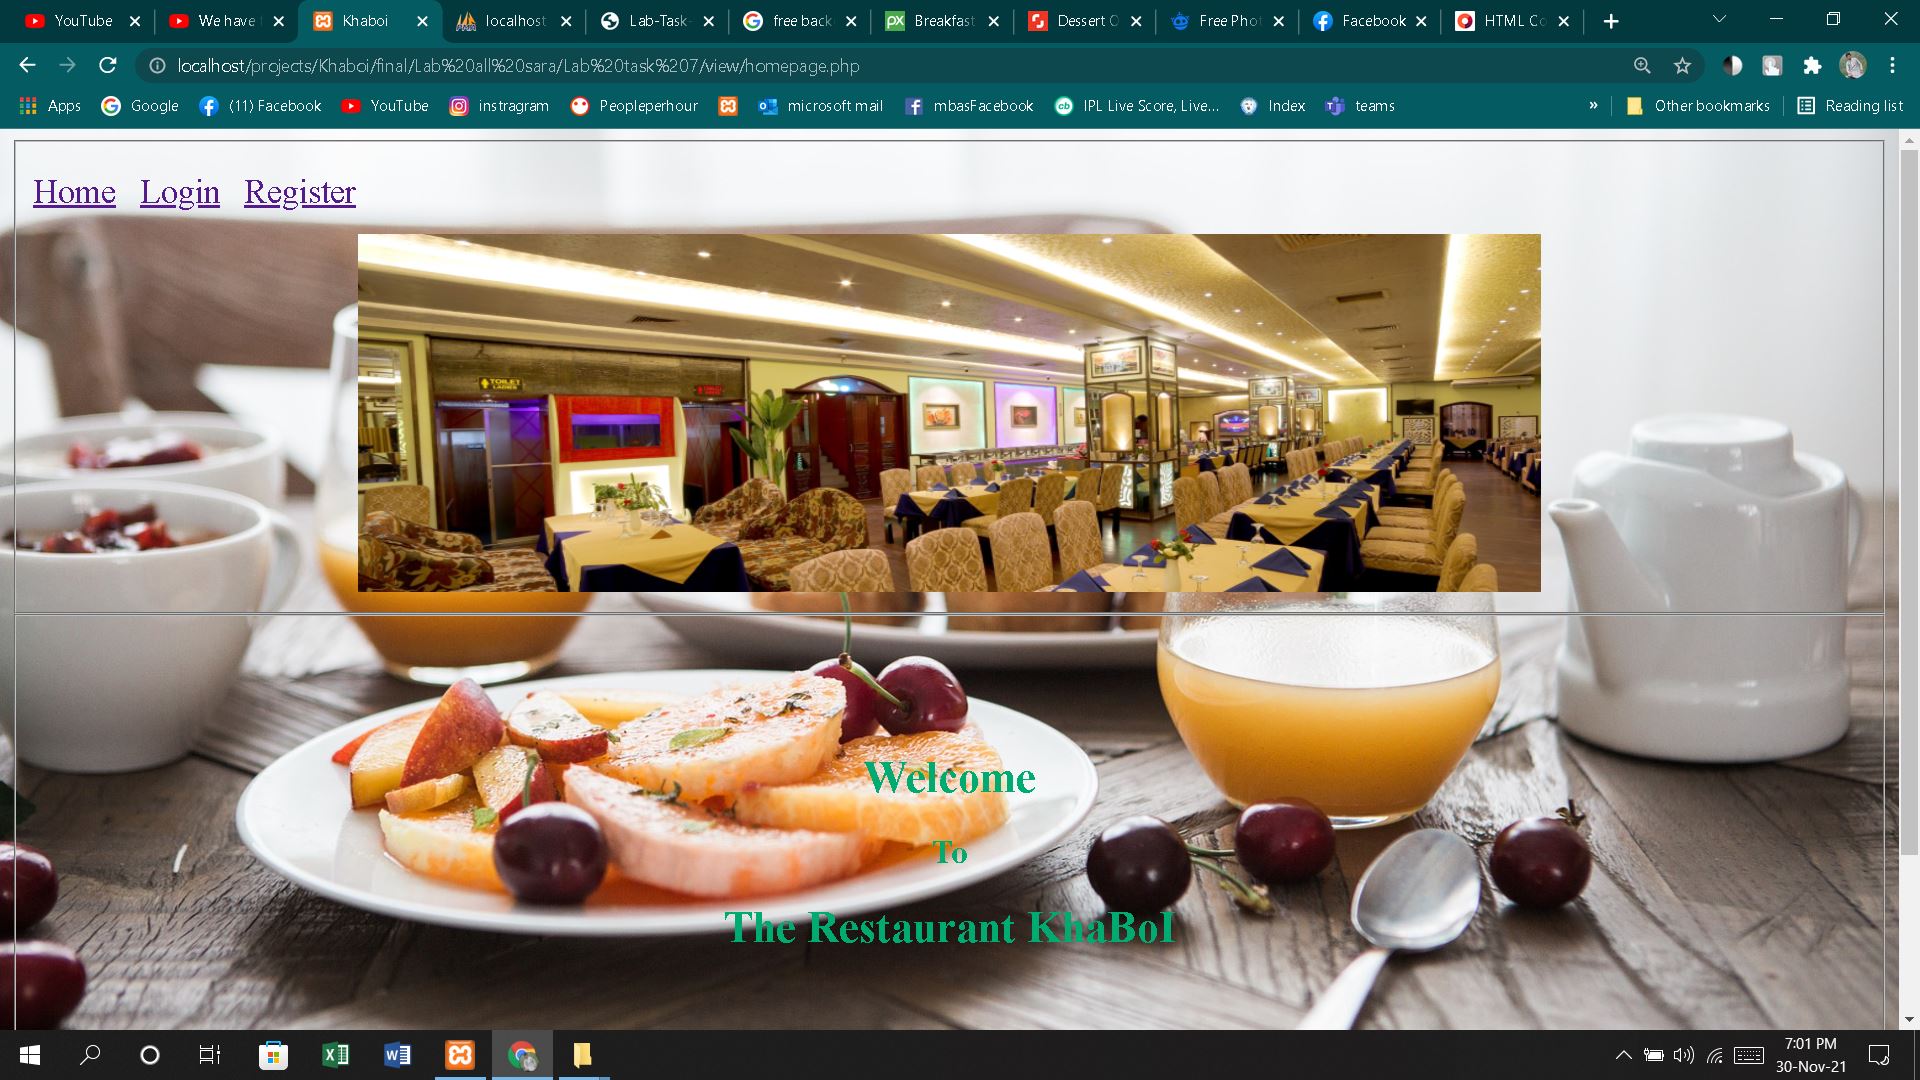 YouTube
We have
Khaboi
localhost
Lab-Task-
free back
Breakfast
Dessert O
Free Phot
Facebook
HTML Co
localhost/projects/Khaboi/final/Lab%20all%20sara/Lab%20task%207/view/homepage.php
Apps
Google
(11) Facebook
YouTube
instragram
Peopleperhour
microsoft mail
mbasFacebook
IPL Live Score, Live...
Index
teams
»
Other bookmarks
Reading list
Home Login Register
TOILET
LADIES
Welcome
To
The Restaurant KhaBoI
7:01 PM
30-Nov-21